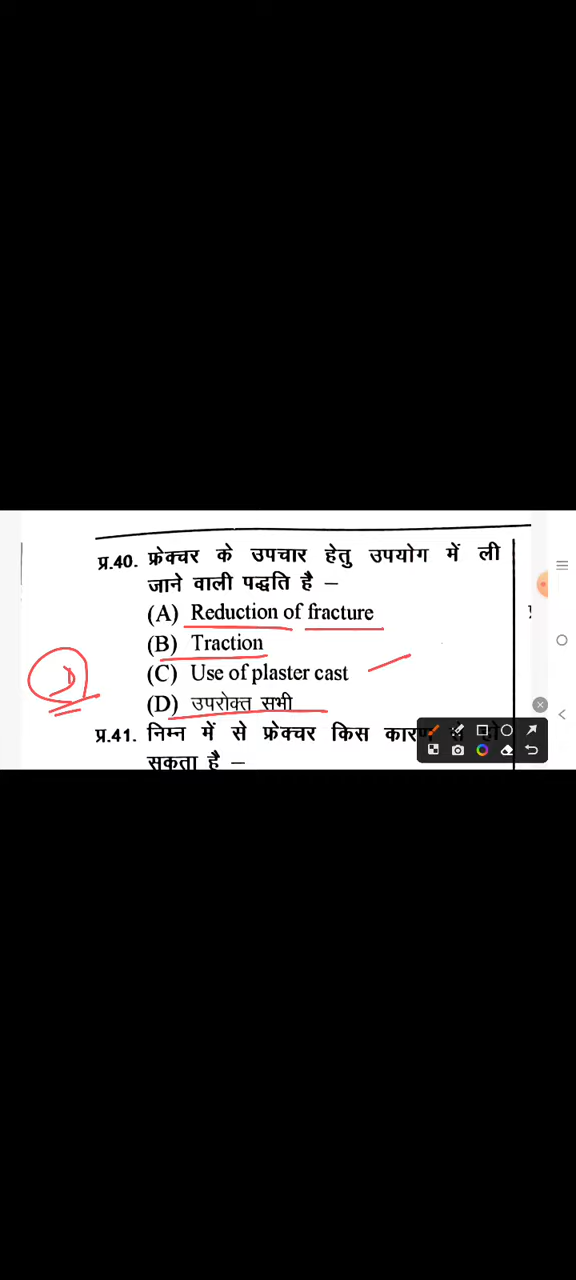 प्र.40. फ्रेक्चर के उपचार हेतु उपयोग में ली
जाने वाली पद्धति है –
(A) Reduction of fracture
(B) Traction
(C) Use of plaster cast
(D) उपरोक्त सभी
D
प्र.41. निम्न में से फ्रेक्चर किस कारण से हो
सकता है –